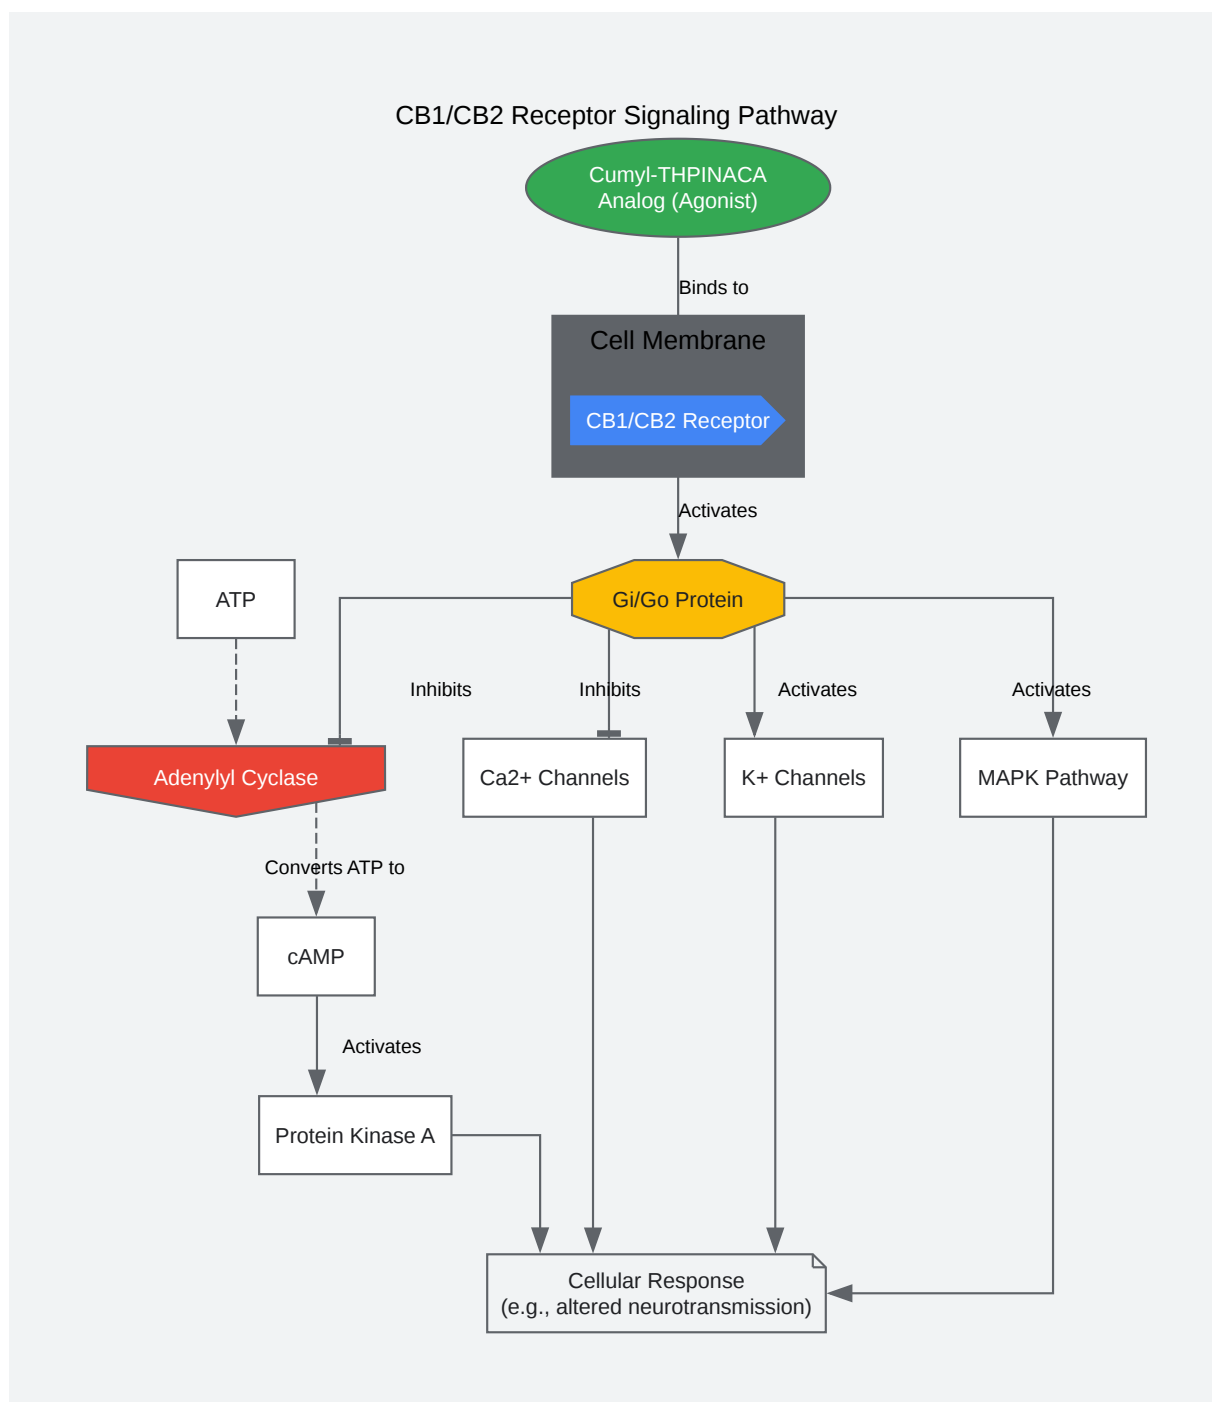 CB1/CB2 Receptor Signaling Pathway
Cumyl-THPINACA
Analog (Agonist)
Binds to
Cell Membrane
CB1/CB2 Receptor
Activates
ATP
Gi/Go Protein
Inhibits
Inhibits
Activates
Activates
Adenylyl Cyclase
Ca2+ Channels
K+ Channels
MAPK Pathway
Converts ATP to
cAMP
Activates
Protein Kinase A
Cellular Response
(e.g., altered neurotransmission)